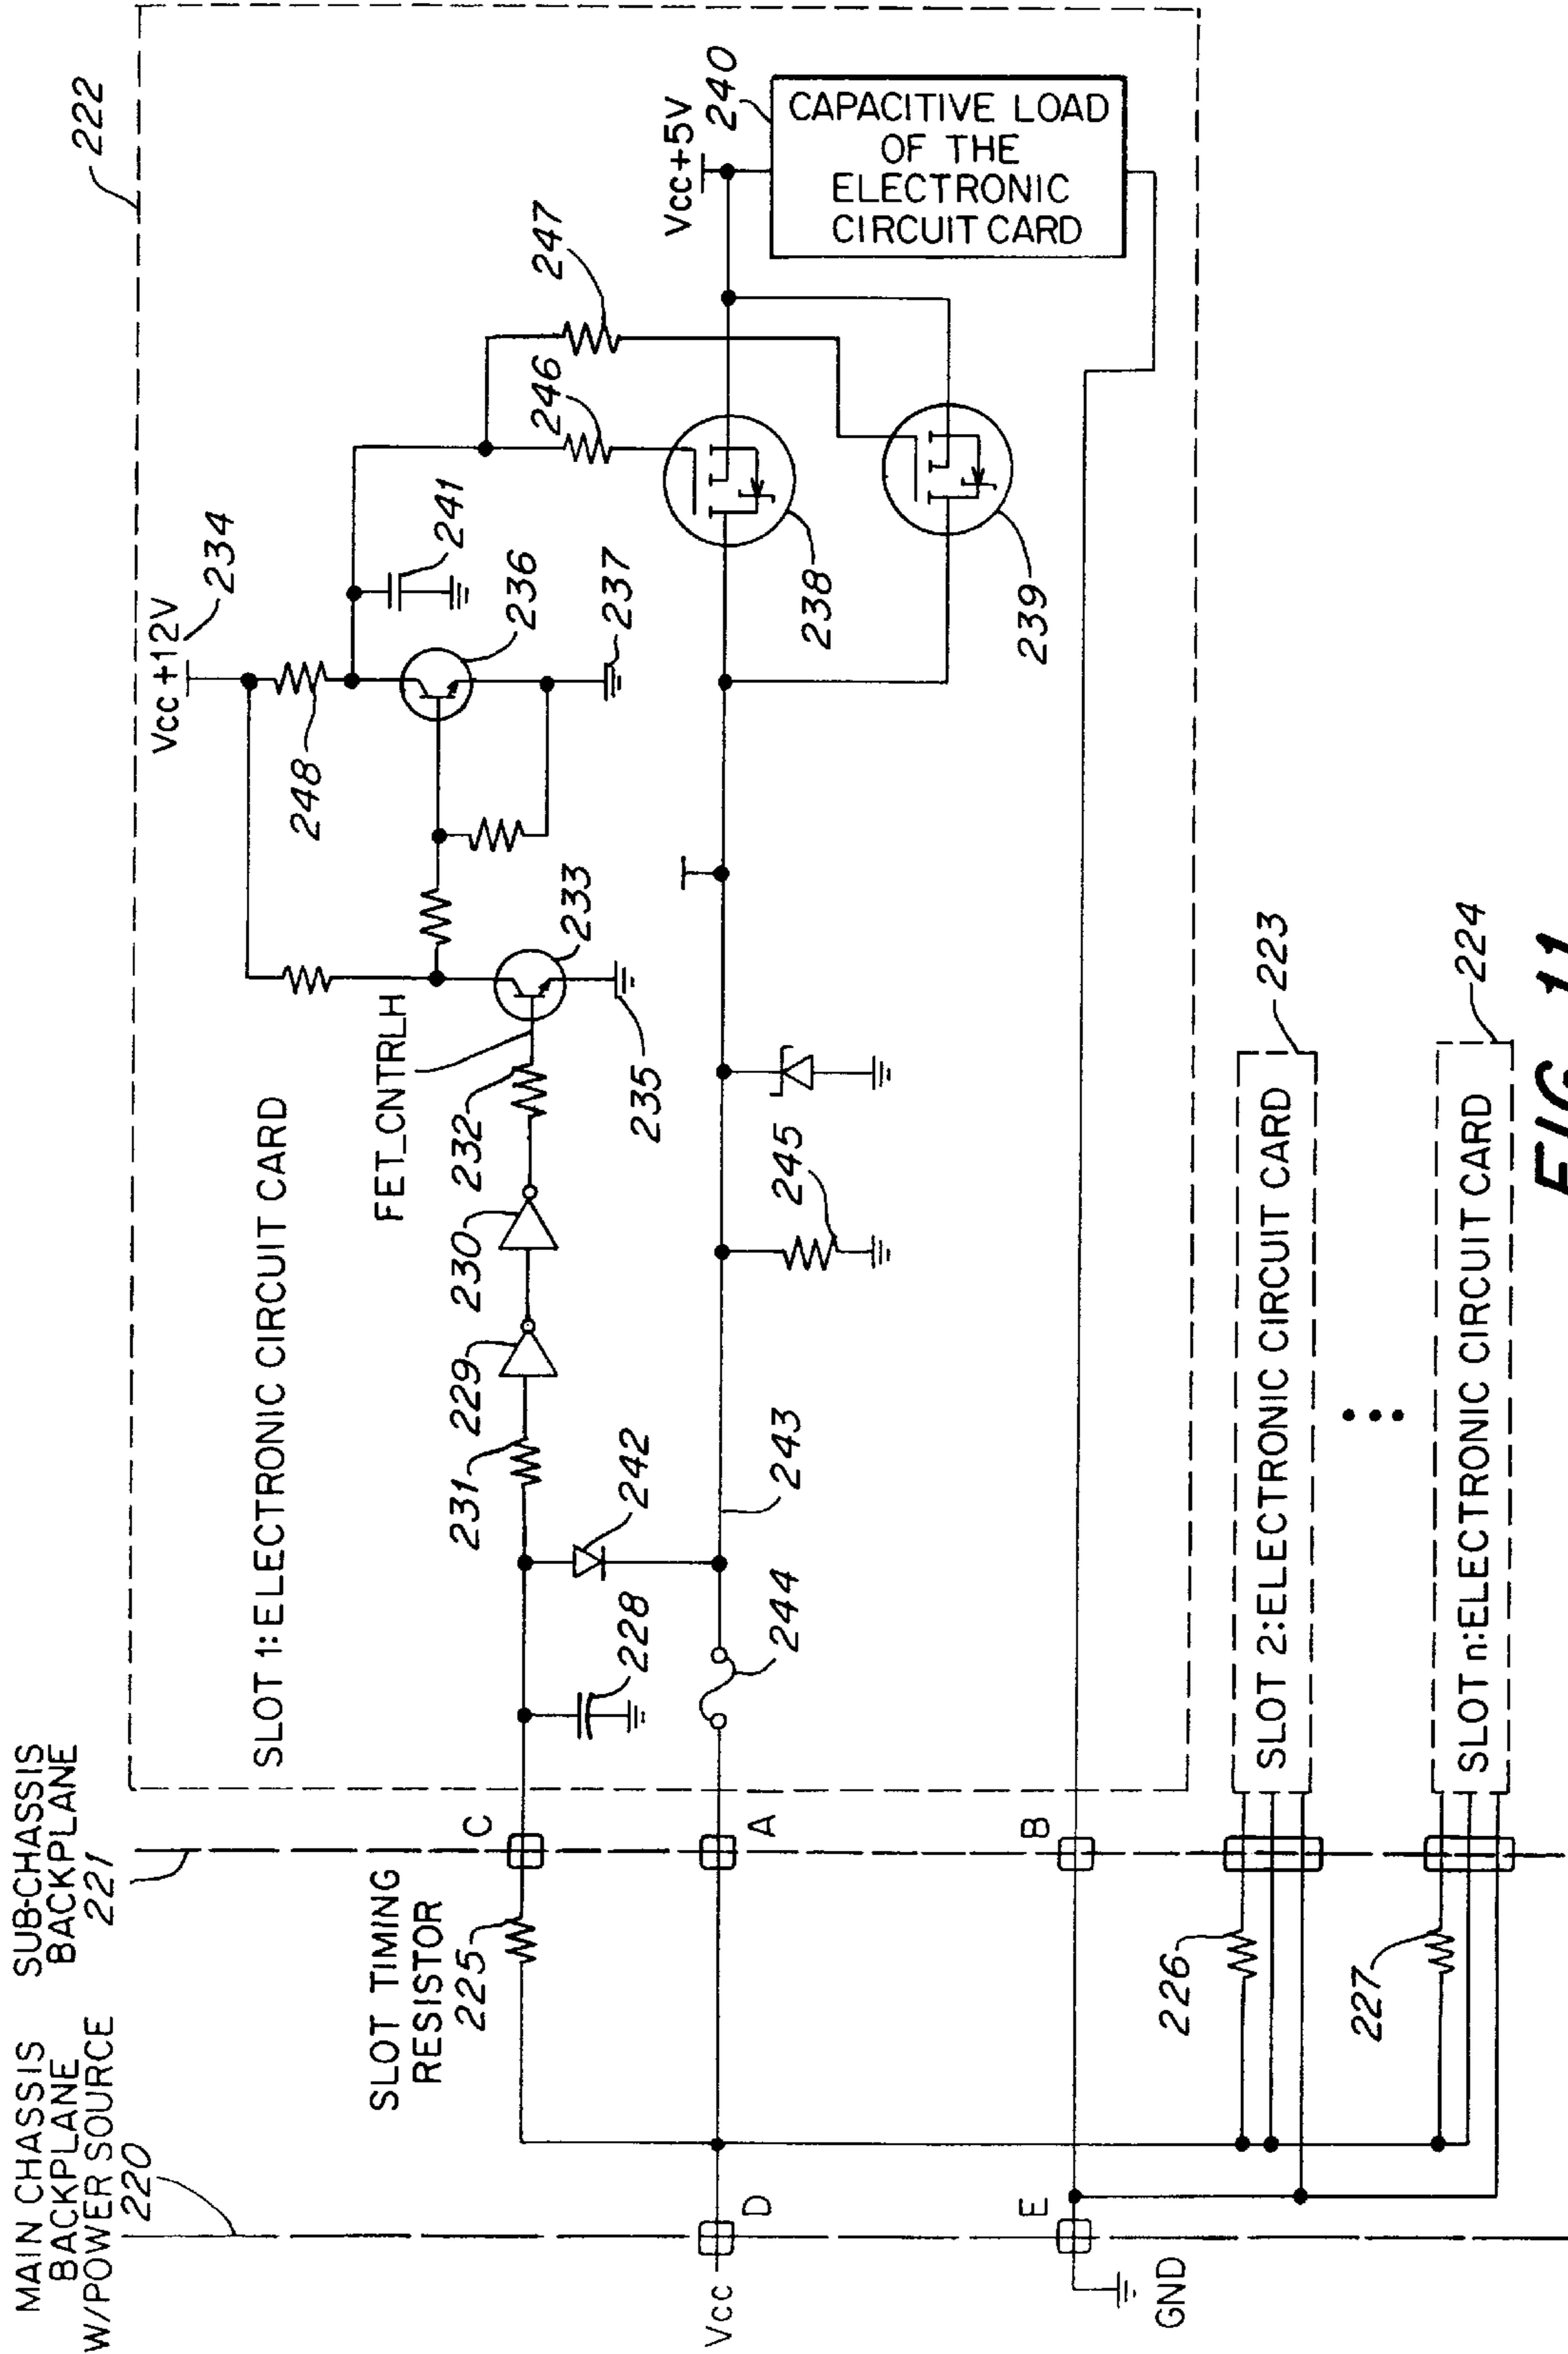 MAIN CHASSIS
BACKPLANE
W/POWER SOURCE
220
SUB-CHASSIS
BACKPLANE
221
222
SLOT 1:ELECTRONIC CIRCUIT CARD
Vcc +12V
234
248
241
236
237
247
246
Vcc+5V
240
CAPACITIVE LOAD
OF THE
ELECTRONIC
CIRCUIT CARD
FET_CNTRLH
233
235
232
230
229
231
242
228
238
239
SLOT TIMING
RESISTOR
225
C
A
B
D
E
Vcc
GND
244
243
245
226
227
SLOT 2:ELECTRONIC CIRCUIT CARD
223
SLOT n:ELECTRONIC CIRCUIT CARD
224
FIG. 11